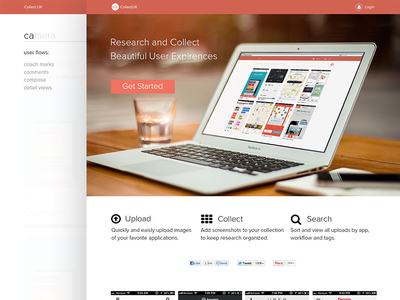 Collect UX
Collect UX
Login
camera
user flows:
coach marks
comments
compose
detail views
Research and Collect
Beautiful User Expirences
Get Started
Upload
Quickly and easisly upload images
of your favorite applications.
Collect
Add screenshots to your collection
to keep research organized.
Search
Sort and view all uploads by app,
workflow and tags.
Like
Send
Tweet
Pin it